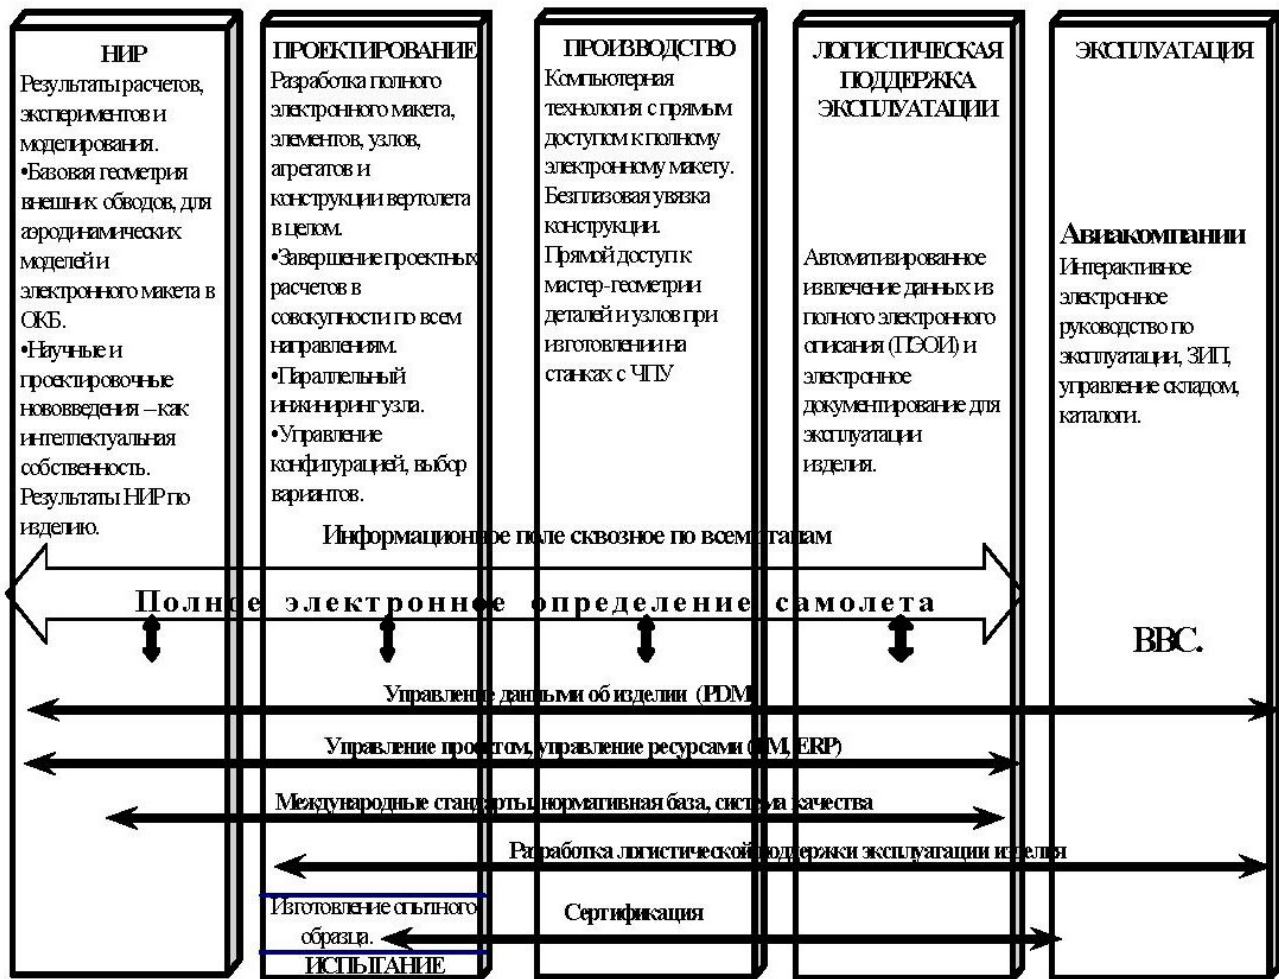 НИР
Результаты расчетов,
экспериментов и
моделирования.
•Базовая геометрия
внешних обводов, для
аэродинамических
моделей и
электронного макета в
ОКБ.
•Научные и
проектировочные
нововведения – как
интеллектуальная
собственность.
Результаты НИР по
изделию.
ПРОЕКТИРОВАНИЕ
Разработка полного
электронного макета,
элементов, узлов,
агрегатов и
конструкции вертолета
в целом.
•Завершение проектных
расчетов в
совокупности по всем
направлениям.
•Параллельный
инжиниринг узла.
•Управление
конфигурацией, выбор
вариантов.
ПРОИЗВОДСТВО
Компьютерная
технология с прямым
доступом к полному
электронному макету.
Безплазовая увязка
конструкции.
Прямой доступ к
мастер-геометрии
деталей и узлов при
изготовлении на
станках с ЧПУ
ЛОГИСТИЧЕСКАЯ
ПОДДЕРЖКА
ЭКСПЛУАТАЦИИ
Автомативированное
извлечение данных из
полного электронного
списания (ПЭОИ) и
электронное
документирование для
эксплуатации
изделия.
ЭКСПЛУАТАЦИЯ
Авиакомпании
Интерактивное
электронное
руководство по
эксплуатации, ЗИП,
управление складом,
каталоги.
ВВС.
Информационное поле сквозное по всем этапам
Полное электронное определение самолета
Управление данными об изделии (PDM)
Управление проектом, управление ресурсами (PM, ERP)
Международные стандарты, нормативная база, система качества
Разработка логистической поддержки эксплуатации изделия
Изготовление опытного
образца.
Сертификация
ИСПЫТАНИЕ